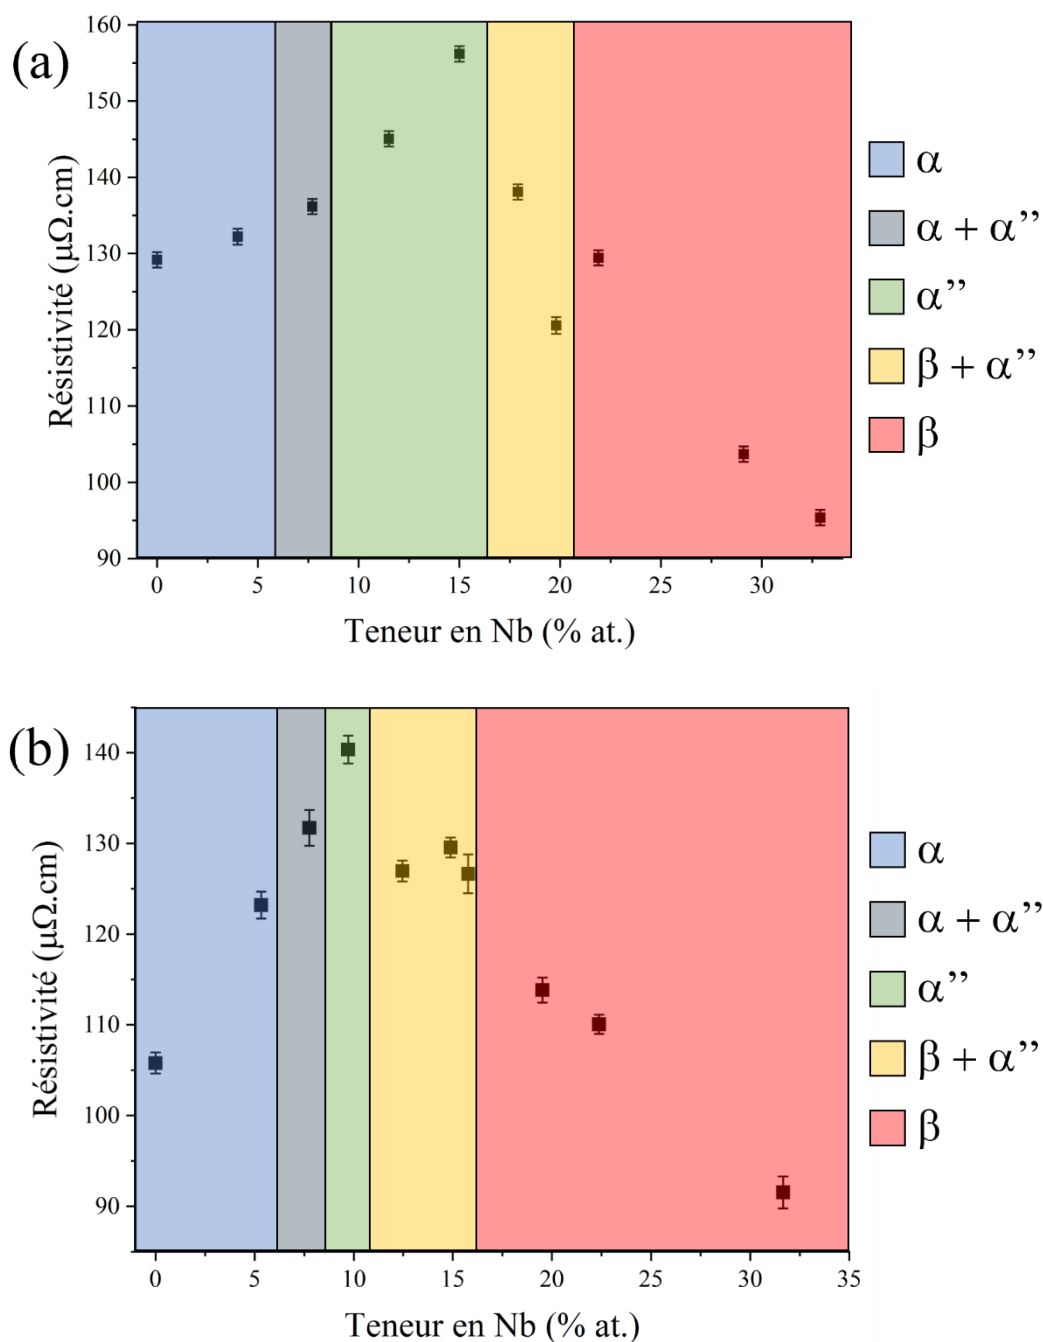 (a)
Résistivité (μΩ.cm)
160
150
140
130
120
110
100
90
0 5 10 15 20 25 30
Teneur en Nb (% at.)
α
α + α’’
α’’
β + α’’
β
(b)
Résistivité (μΩ.cm)
140
130
120
110
100
90
0 5 10 15 20 25 30 35
Teneur en Nb (% at.)
α
α + α’’
α’’
β + α’’
β